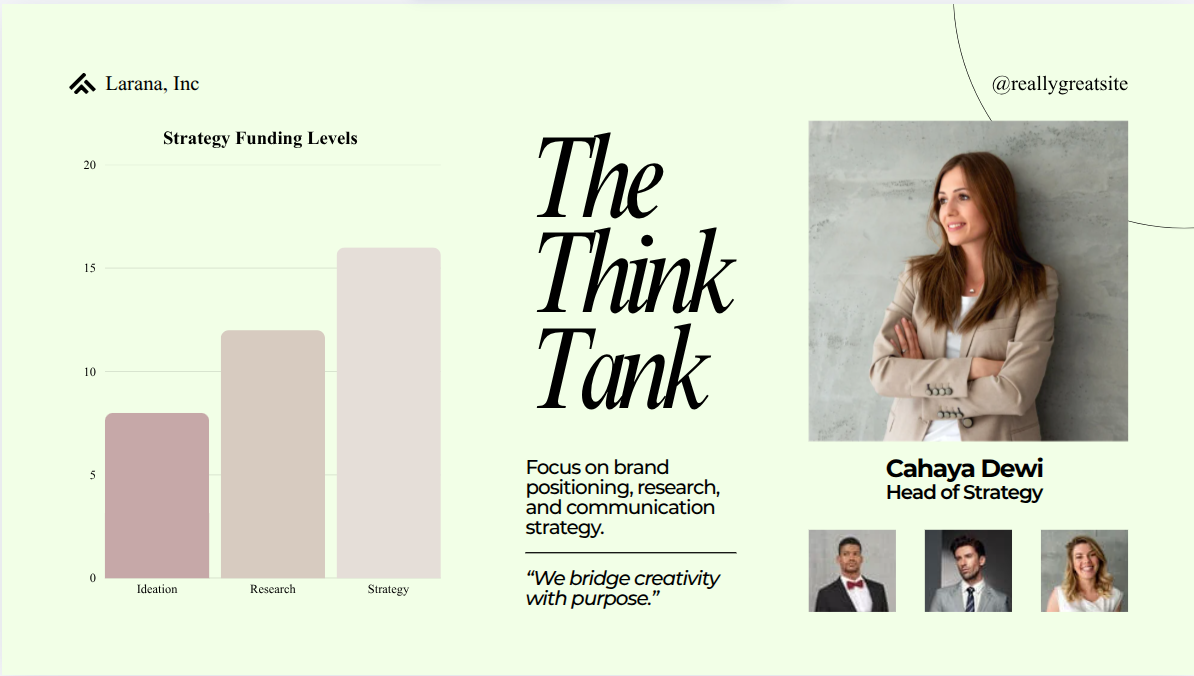 Larana, Inc
@reallygreatsite
Strategy Funding Levels
20
15
10
5
0
Ideation
Research
Strategy
The
Think
Tank
Focus on brand
positioning, research,
and communication
strategy.
“We bridge creativity
with purpose.”
Cahaya Dewi
Head of Strategy